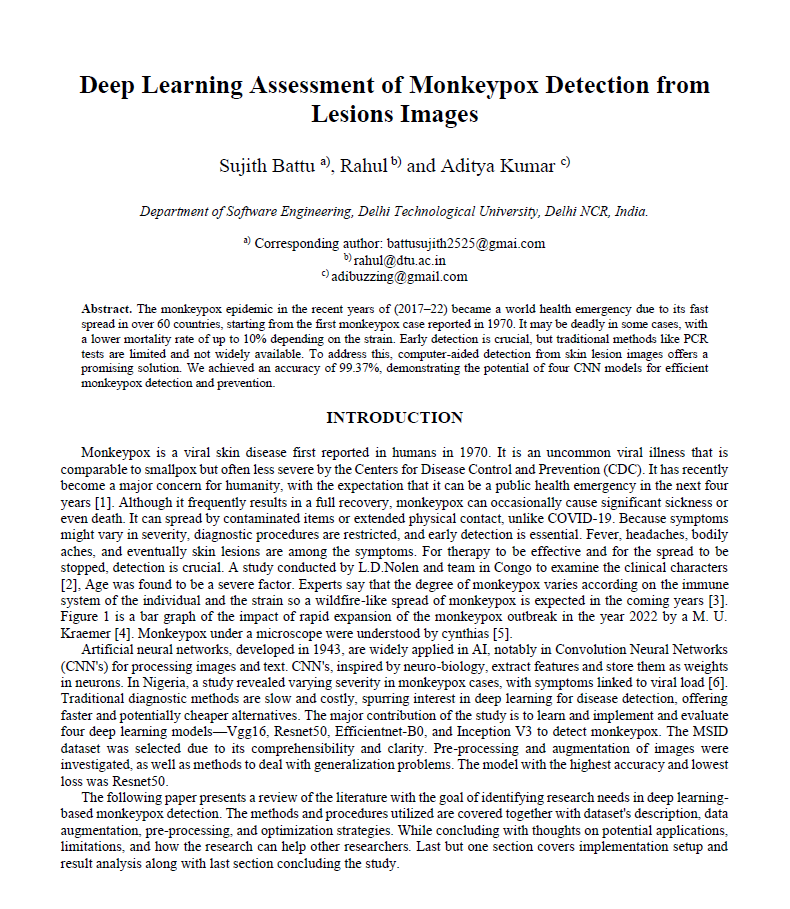 Deep Learning Assessment of Monkeypox Detection from
Lesions Images
Sujith Battu a), Rahul b) and Aditya Kumar c)
Department of Software Engineering, Delhi Technological University, Delhi NCR, India.
a) Corresponding author: battusujith2525@gmai.com
b) rahul@dtu.ac.in
c) adibuzzing@gmail.com
Abstract. The monkeypox epidemic in the recent years of (2017–22) became a world health emergency due to its fast
spread in over 60 countries, starting from the first monkeypox case reported in 1970. It may be deadly in some cases, with
a lower mortality rate of up to 10% depending on the strain. Early detection is crucial, but traditional methods like PCR
tests are limited and not widely available. To address this, computer-aided detection from skin lesion images offers a
promising solution. We achieved an accuracy of 99.37%, demonstrating the potential of four CNN models for efficient
monkeypox detection and prevention.
INTRODUCTION
Monkeypox is a viral skin disease first reported in humans in 1970. It is an uncommon viral illness that is
comparable to smallpox but often less severe by the Centers for Disease Control and Prevention (CDC). It has recently
become a major concern for humanity, with the expectation that it can be a public health emergency in the next four
years [1]. Although it frequently results in a full recovery, monkeypox can occasionally cause significant sickness or
even death. It can spread by contaminated items or extended physical contact, unlike COVID-19. Because symptoms
might vary in severity, diagnostic procedures are restricted, and early detection is essential. Fever, headaches, bodily
aches, and eventually skin lesions are among the symptoms. For therapy to be effective and for the spread to be
stopped, detection is crucial. A study conducted by L.D.Nolen and team in Congo to examine the clinical characters
[2], Age was found to be a severe factor. Experts say that the degree of monkeypox varies according on the immune
system of the individual and the strain so a wildfire-like spread of monkeypox is expected in the coming years [3].
Figure 1 is a bar graph of the impact of rapid expansion of the monkeypox outbreak in the year 2022 by a M. U.
Kraemer [4]. Monkeypox under a microscope were understood by cynthias [5].
Artificial neural networks, developed in 1943, are widely applied in AI, notably in Convolution Neural Networks
(CNN's) for processing images and text. CNN's, inspired by neuro-biology, extract features and store them as weights
in neurons. In Nigeria, a study revealed varying severity in monkeypox cases, with symptoms linked to viral load [6].
Traditional diagnostic methods are slow and costly, spurring interest in deep learning for disease detection, offering
faster and potentially cheaper alternatives. The major contribution of the study is to learn and implement and evaluate
four deep learning models—Vgg16, Resnet50, Efficientnet-B0, and Inception V3 to detect monkeypox. The MSID
dataset was selected due to its comprehensibility and clarity. Pre-processing and augmentation of images were
investigated, as well as methods to deal with generalization problems. The model with the highest accuracy and lowest
loss was Resnet50.
The following paper presents a review of the literature with the goal of identifying research needs in deep learning-
based monkeypox detection. The methods and procedures utilized are covered together with dataset's description, data
augmentation, pre-processing, and optimization strategies. While concluding with thoughts on potential applications,
limitations, and how the research can help other researchers. Last but one section covers implementation setup and
result analysis along with last section concluding the study.